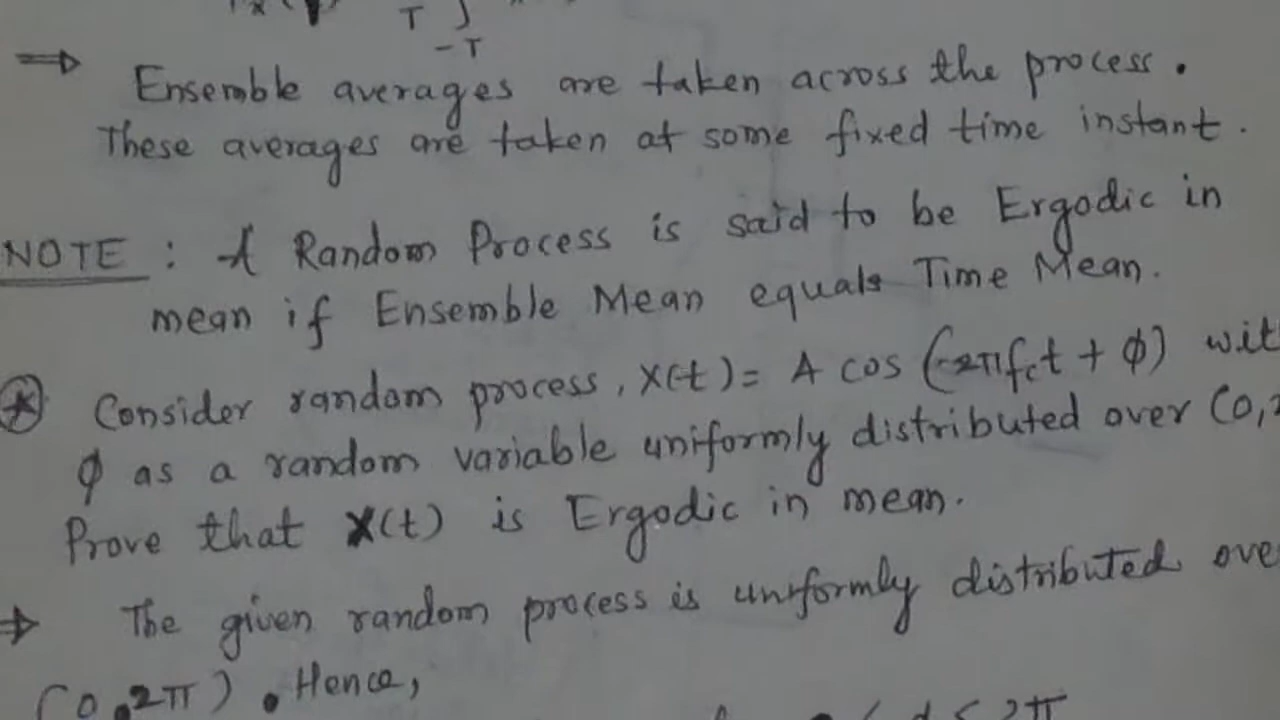 T ∫
-T
⇒ Ensemble averages are taken across the process.
These averages are taken at some fixed time instant.
NOTE : A Random Process is said to be Ergodic in
mean if Ensemble Mean equals Time Mean.
Consider random process, X(t) = A cos (2πfct + ϕ) wit
ϕ as a random variable uniformly distributed over (0,2
Prove that X(t) is Ergodic in mean.
⇒ The given random process is uniformly distributed ove
(0,2π). Hence,
2π